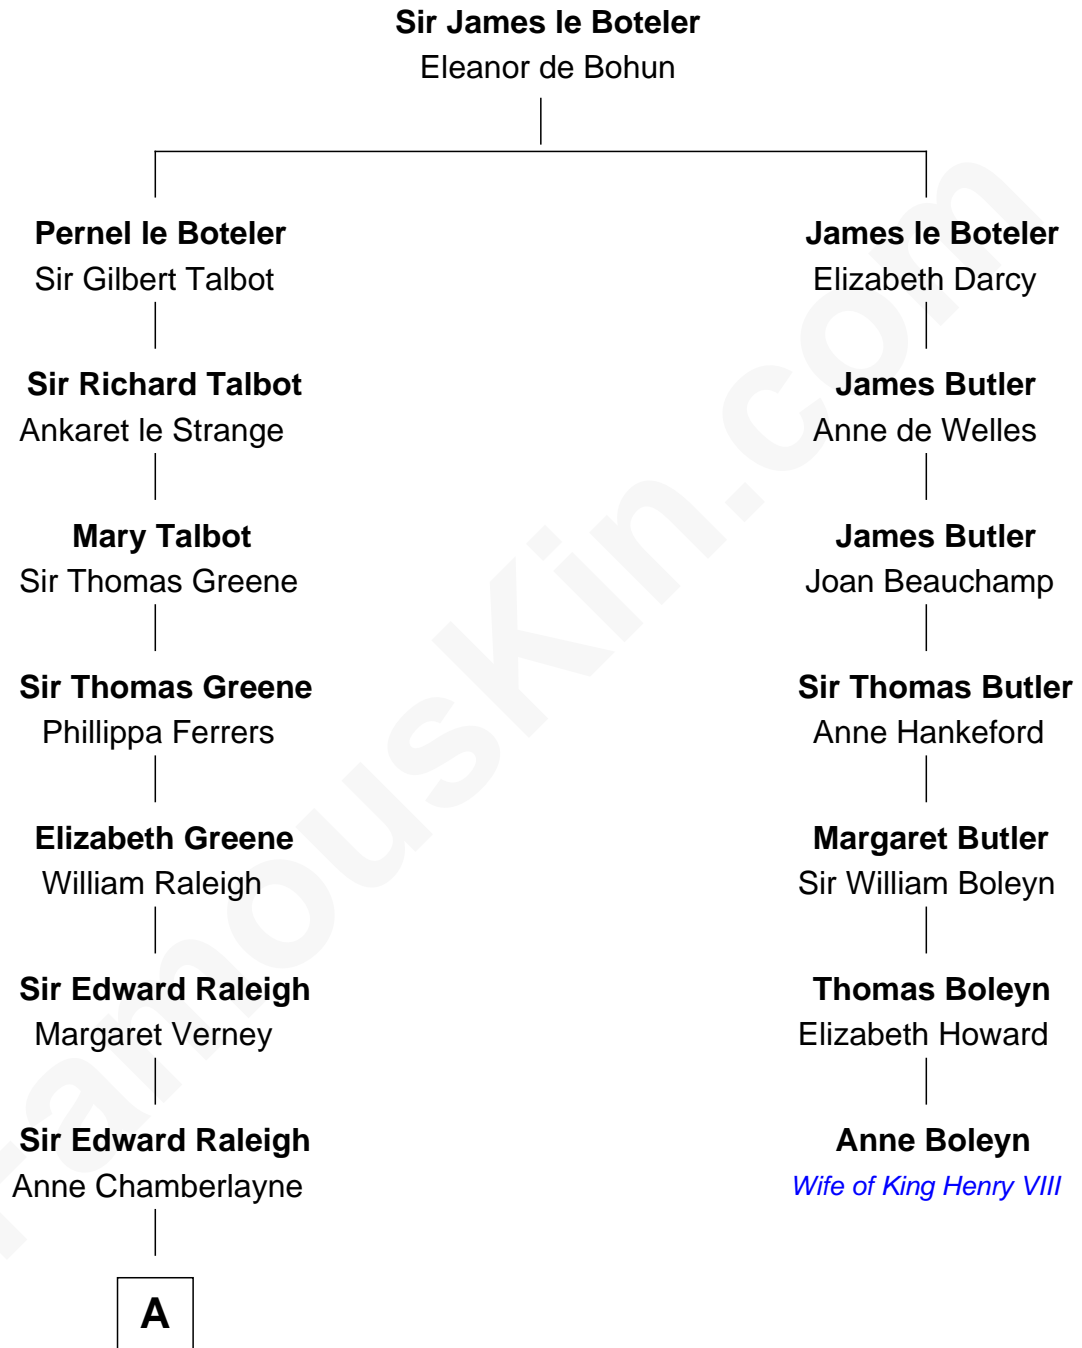 Sir James le Boteler
Eleanor de Bohun
Pernel le Boteler
Sir Gilbert Talbot
Sir Richard Talbot
Ankaret le Strange
Mary Talbot
Sir Thomas Greene
Sir Thomas Greene
Phillippa Ferrers
Elizabeth Greene
William Raleigh
Sir Edward Raleigh
Margaret Verney
Sir Edward Raleigh
Anne Chamberlayne
A
James le Boteler
Elizabeth Darcy
James Butler
Anne de Welles
James Butler
Joan Beauchamp
Sir Thomas Butler
Anne Hankeford
Margaret Butler
Sir William Boleyn
Thomas Boleyn
Elizabeth Howard
Anne Boleyn
Wife of King Henry VIII
FamousKin.com